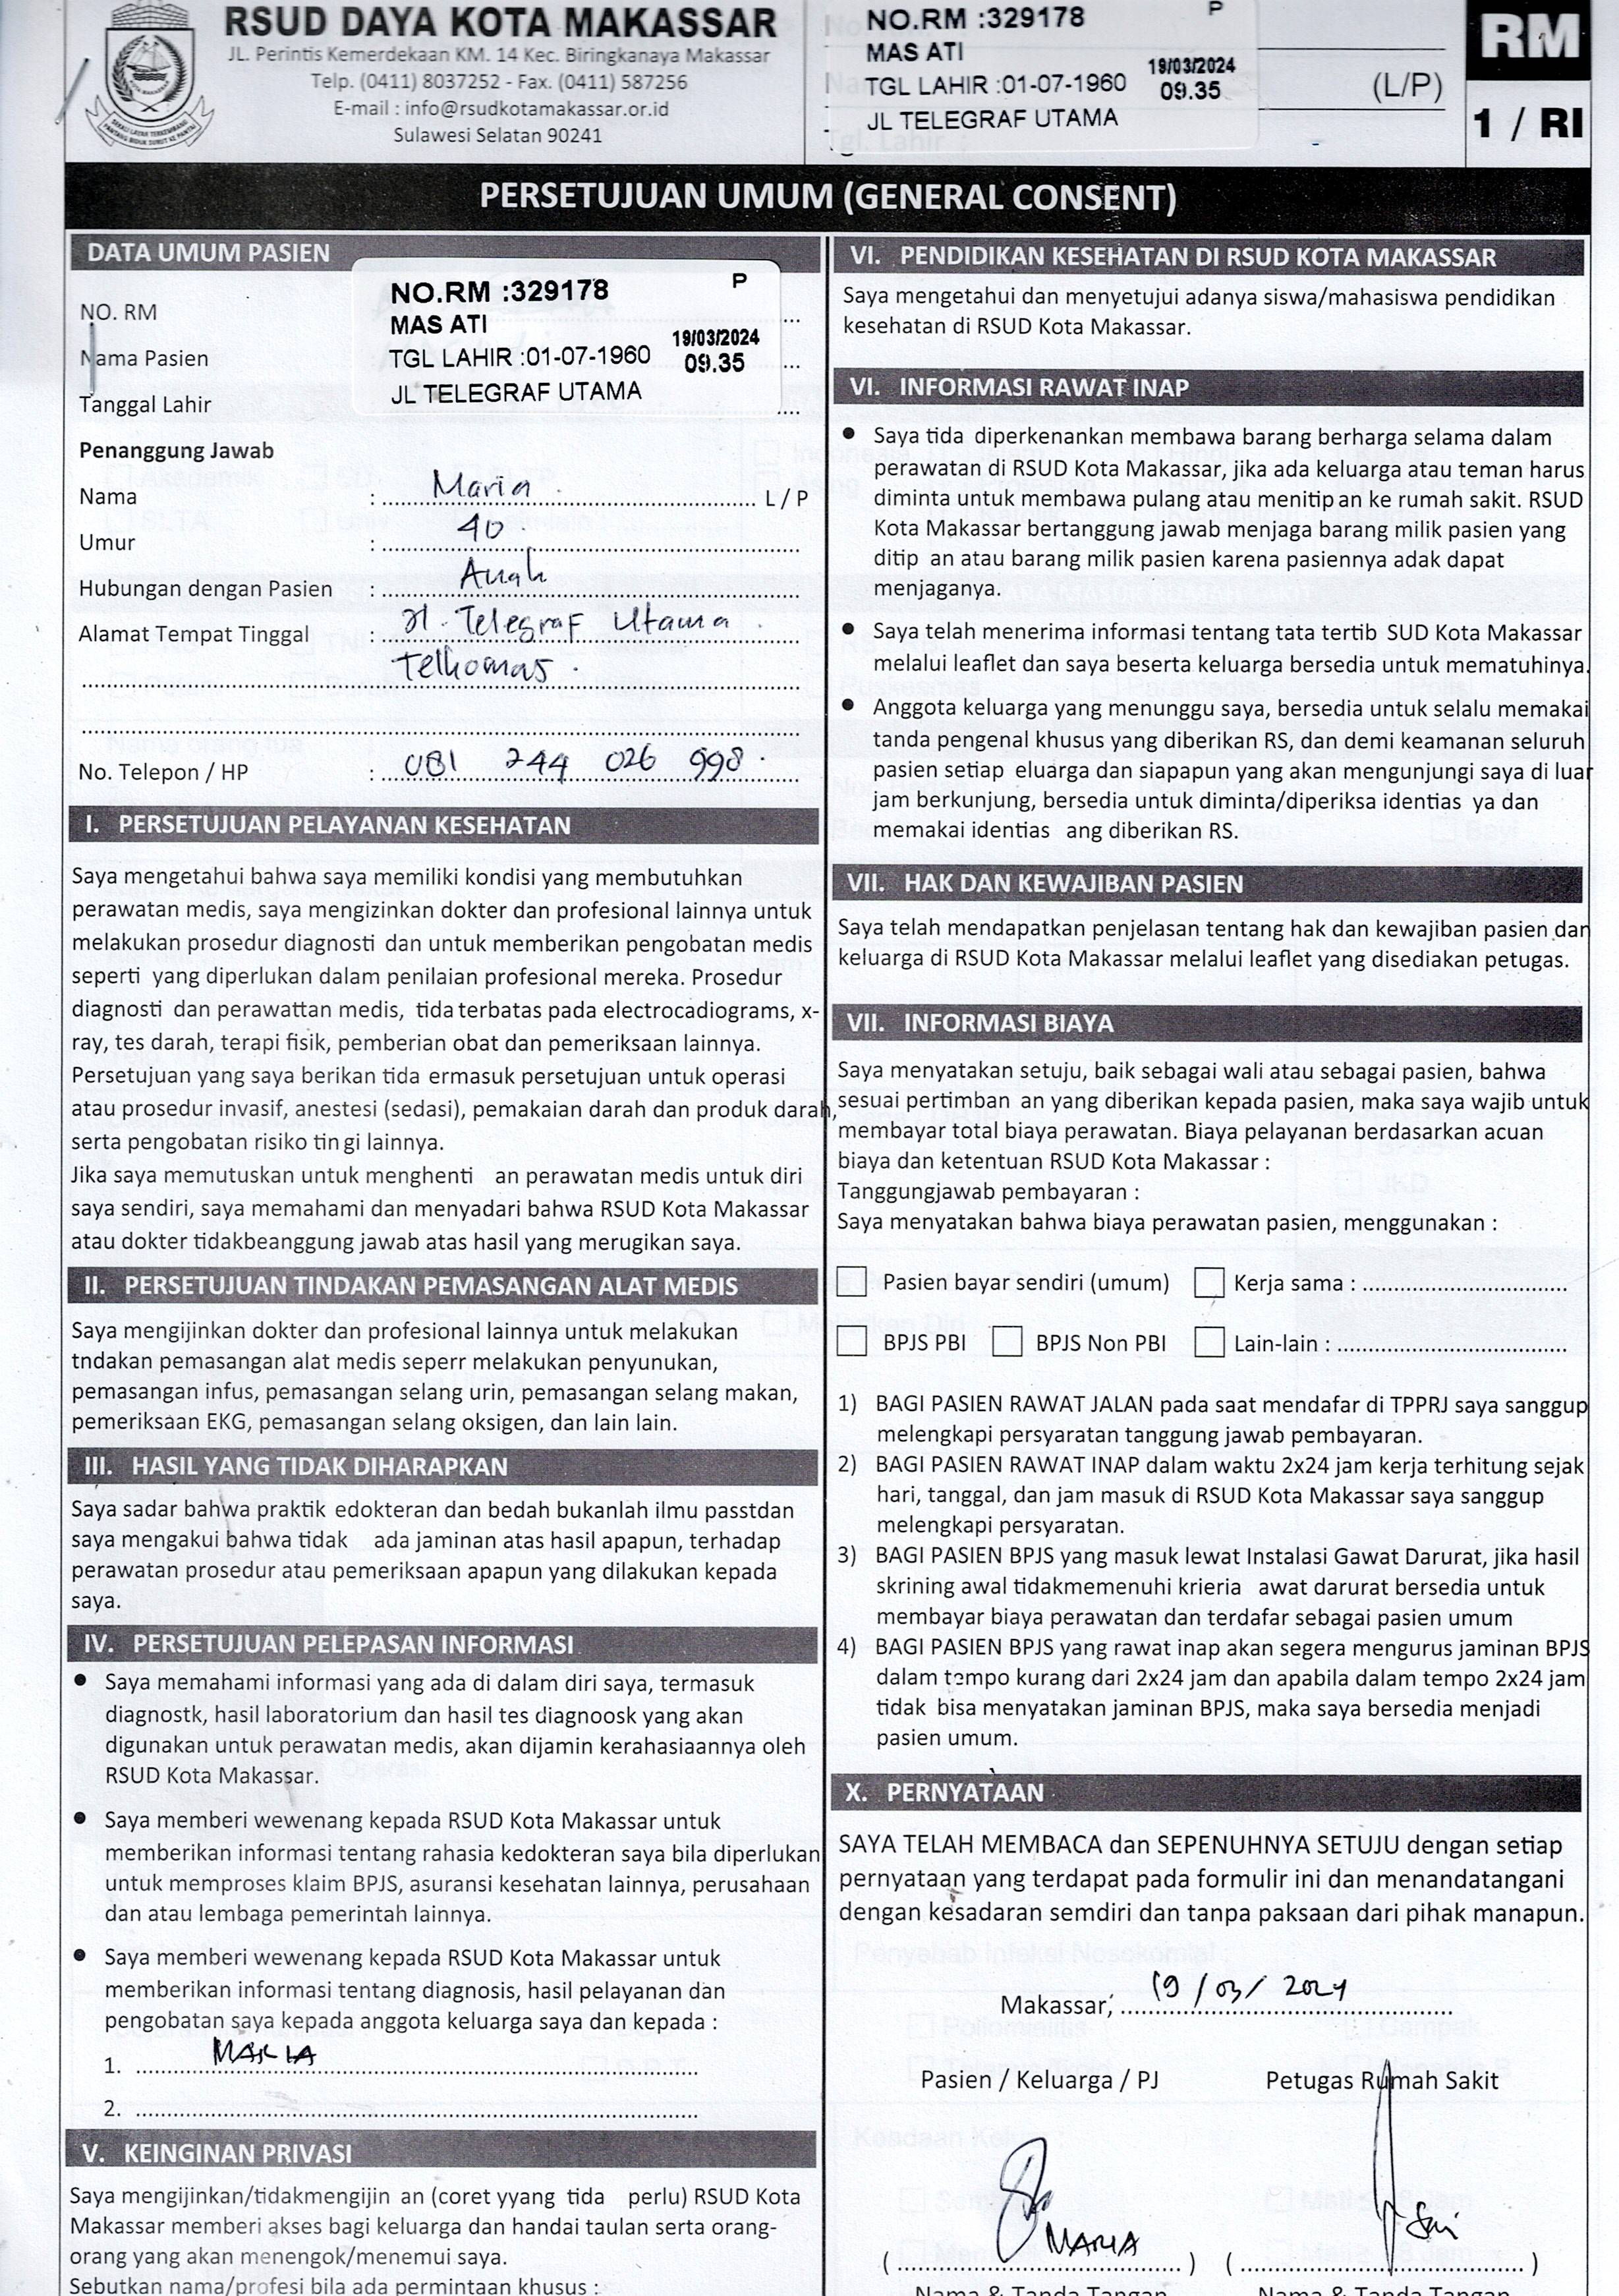 RSUD DAYA KOTA MAKASSAR
JL. Perintis Kemerdekaan KM. 14 Kec. Biringkanaya Makassar
Telp. (0411) 8037252 - Fax. (0411) 587256
E-mail : info@rsudkotamakassar.or.id
Sulawesi Selatan 90241
NO.RM :329178 P
MAS ATI
TGL LAHIR :01-07-1960 19/03/2024
09.35
JL TELEGRAF UTAMA
Tgl. Lahir :
(L/P)
RM
1 / RI
PERSETUJUAN UMUM (GENERAL CONSENT)
DATA UMUM PASIEN
NO. RM
Nama Pasien
Tanggal Lahir
NO.RM :329178 P
MAS ATI
TGL LAHIR :01-07-1960 19/03/2024
09.35
JL TELEGRAF UTAMA
Penanggung Jawab
Nama : Maria . L / P
Umur : 40 .
Hubungan dengan Pasien : Anak
Alamat Tempat Tinggal : Jl. Telegraf Utama .
Telkomas .
No. Telepon / HP : 081 244 026 998 .
I. PERSETUJUAN PELAYANAN KESEHATAN
Saya mengetahui bahwa saya memiliki kondisi yang membutuhkan
perawatan medis, saya mengizinkan dokter dan profesional lainnya untuk
melakukan prosedur diagnosti dan untuk memberikan pengobatan medis
seperti yang diperlukan dalam penilaian profesional mereka. Prosedur
diagnosti dan perawattan medis, tida terbatas pada electrocadiograms, x-
ray, tes darah, terapi fisik, pemberian obat dan pemeriksaan lainnya.
Persetujuan yang saya berikan tida ermasuk persetujuan untuk operasi
atau prosedur invasif, anestesi (sedasi), pemakaian darah dan produk darah,
serta pengobatan risiko tin gi lainnya.
Jika saya memutuskan untuk menghenti an perawatan medis untuk diri
saya sendiri, saya memahami dan menyadari bahwa RSUD Kota Makassar
atau dokter tidakbeanggung jawab atas hasil yang merugikan saya.
II. PERSETUJUAN TINDAKAN PEMASANGAN ALAT MEDIS
Saya mengijinkan dokter dan profesional lainnya untuk melakukan
tndakan pemasangan alat medis seperr melakukan penyunukan,
pemasangan infus, pemasangan selang urin, pemasangan selang makan,
pemeriksaan EKG, pemasangan selang oksigen, dan lain lain.
III. HASIL YANG TIDAK DIHARAPKAN
Saya sadar bahwa praktik edokteran dan bedah bukanlah ilmu passtdan
saya mengakui bahwa tidak ada jaminan atas hasil apapun, terhadap
perawatan prosedur atau pemeriksaan apapun yang dilakukan kepada
saya.
IV. PERSETUJUAN PELEPASAN INFORMASI
● Saya memahami informasi yang ada di dalam diri saya, termasuk
diagnostk, hasil laboratorium dan hasil tes diagnoosk yang akan
digunakan untuk perawatan medis, akan dijamin kerahasiaannya oleh
RSUD Kota Makassar.
● Saya memberi wewenang kepada RSUD Kota Makassar untuk
memberikan informasi tentang rahasia kedokteran saya bila diperlukan
untuk memproses klaim BPJS, asuransi kesehatan lainnya, perusahaan
dan atau lembaga pemerintah lainnya.
● Saya memberi wewenang kepada RSUD Kota Makassar untuk
memberikan informasi tentang diagnosis, hasil pelayanan dan
pengobatan saya kepada anggota keluarga saya dan kepada :
1. MARIA
2.
V. KEINGINAN PRIVASI
Saya mengijinkan/tidakmengijin an (coret yyang tida perlu) RSUD Kota
Makassar memberi akses bagi keluarga dan handai taulan serta orang-
orang yang akan menengok/menemui saya.
Sebutkan nama/profesi bila ada permintaan khusus :
VI. PENDIDIKAN KESEHATAN DI RSUD KOTA MAKASSAR
Saya mengetahui dan menyetujui adanya siswa/mahasiswa pendidikan
kesehatan di RSUD Kota Makassar.
VI. INFORMASI RAWAT INAP
● Saya tida diperkenankan membawa barang berharga selama dalam
perawatan di RSUD Kota Makassar, jika ada keluarga atau teman harus
diminta untuk membawa pulang atau menitip an ke rumah sakit. RSUD
Kota Makassar bertanggung jawab menjaga barang milik pasien yang
ditip an atau barang milik pasien karena pasiennya adak dapat
menjaganya.
● Saya telah menerima informasi tentang tata tertib SUD Kota Makassar
melalui leaflet dan saya beserta keluarga bersedia untuk mematuhinya.
● Anggota keluarga yang menunggu saya, bersedia untuk selalu memakai
tanda pengenal khusus yang diberikan RS, dan demi keamanan seluruh
pasien setiap eluarga dan siapapun yang akan mengunjungi saya di luar
jam berkunjung, bersedia untuk diminta/diperiksa identias ya dan
memakai identias ang diberikan RS.
VII. HAK DAN KEWAJIBAN PASIEN
Saya telah mendapatkan penjelasan tentang hak dan kewajiban pasien dan
keluarga di RSUD Kota Makassar melalui leaflet yang disediakan petugas.
VII. INFORMASI BIAYA
Saya menyatakan setuju, baik sebagai wali atau sebagai pasien, bahwa
sesuai pertimban an yang diberikan kepada pasien, maka saya wajib untuk
membayar total biaya perawatan. Biaya pelayanan berdasarkan acuan
biaya dan ketentuan RSUD Kota Makassar :
Tanggungjawab pembayaran :
Saya menyatakan bahwa biaya perawatan pasien, menggunakan :
Pasien bayar sendiri (umum) Kerja sama :
BPJS PBI BPJS Non PBI Lain-lain :
1) BAGI PASIEN RAWAT JALAN pada saat mendafar di TPPRJ saya sanggup
melengkapi persyaratan tanggung jawab pembayaran.
2) BAGI PASIEN RAWAT INAP dalam waktu 2x24 jam kerja terhitung sejak
hari, tanggal, dan jam masuk di RSUD Kota Makassar saya sanggup
melengkapi persyaratan.
3) BAGI PASIEN BPJS yang masuk lewat Instalasi Gawat Darurat, jika hasil
skrining awal tidakmemenuhi krieria awat darurat bersedia untuk
membayar biaya perawatan dan terdafar sebagai pasien umum
4) BAGI PASIEN BPJS yang rawat inap akan segera mengurus jaminan BPJS
dalam tempo kurang dari 2x24 jam dan apabila dalam tempo 2x24 jam
tidak bisa menyatakan jaminan BPJS, maka saya bersedia menjadi
pasien umum.
X. PERNYATAAN
SAYA TELAH MEMBACA dan SEPENUHNYA SETUJU dengan setiap
pernyataan yang terdapat pada formulir ini dan menandatangani
dengan kesadaran semdiri dan tanpa paksaan dari pihak manapun.
Makassar, 19 / 03 / 2024
Pasien / Keluarga / PJ Petugas Rumah Sakit
( MARIA ) ( )
Nama & Tanda Tangan Nama & Tanda Tangan